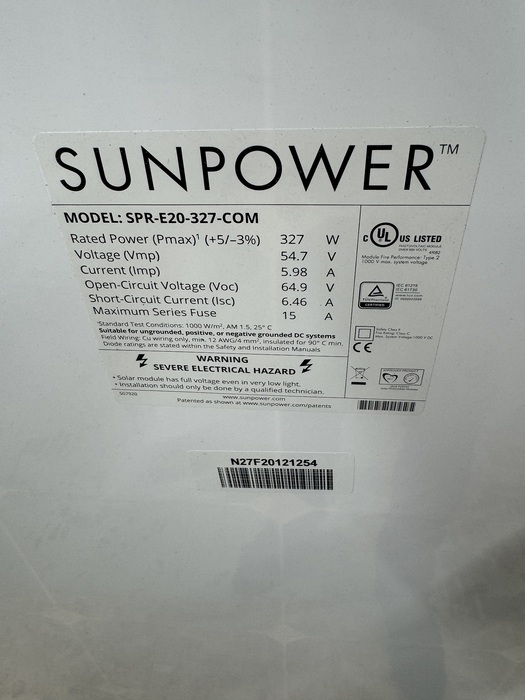 SUNPOWER™
MODEL: SPR-E20-327-COM
Rated Power (Pmax)¹ (+5/–3%) 327 W
Voltage (Vmp) 54.7 V
Current (Imp) 5.98 A
Open-Circuit Voltage (Voc) 64.9 V
Short-Circuit Current (Isc) 6.46 A
Maximum Series Fuse 15 A
¹Standard Test Conditions: 1000 W/m², AM 1.5, 25° C
Suitable for ungrounded, positive, or negative grounded DC systems
Field Wiring: Cu wiring only, min. 12 AWG/4 mm², insulated for 90° C min.
Diode ratings are stated within the Safety and Installation Manuals
WARNING
SEVERE ELECTRICAL HAZARD
• Solar module has full voltage even in very low light.
• Installation should only be done by a qualified technician.
www.sunpower.com
Patented as shown at www.sunpower.com/patents
C UL US LISTED
Module Fire Performance: Type 2
1000 V max. system voltage
IEC 61215
IEC 61730
CE
N27F20121254